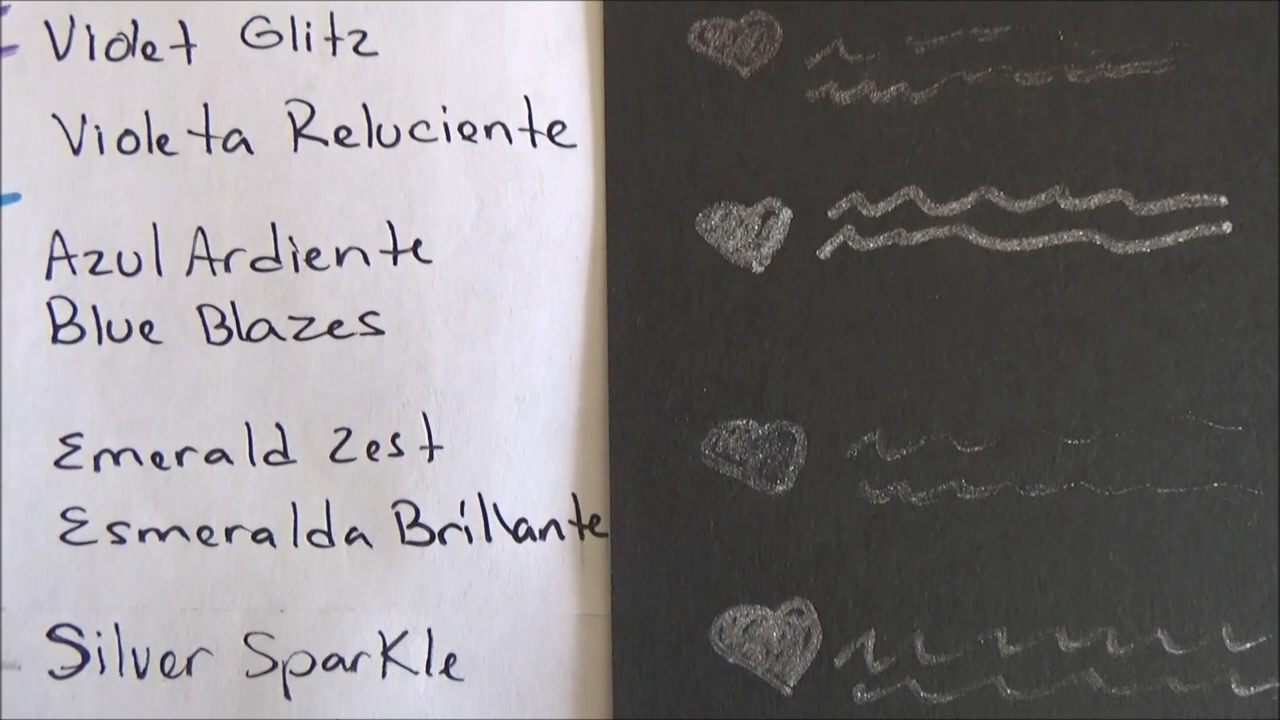 Violet Glitz
Violeta Reluciente
Azul Ardiente
Blue Blazes
Emerald Zest
Esmeralda Brillante
Silver Sparkle